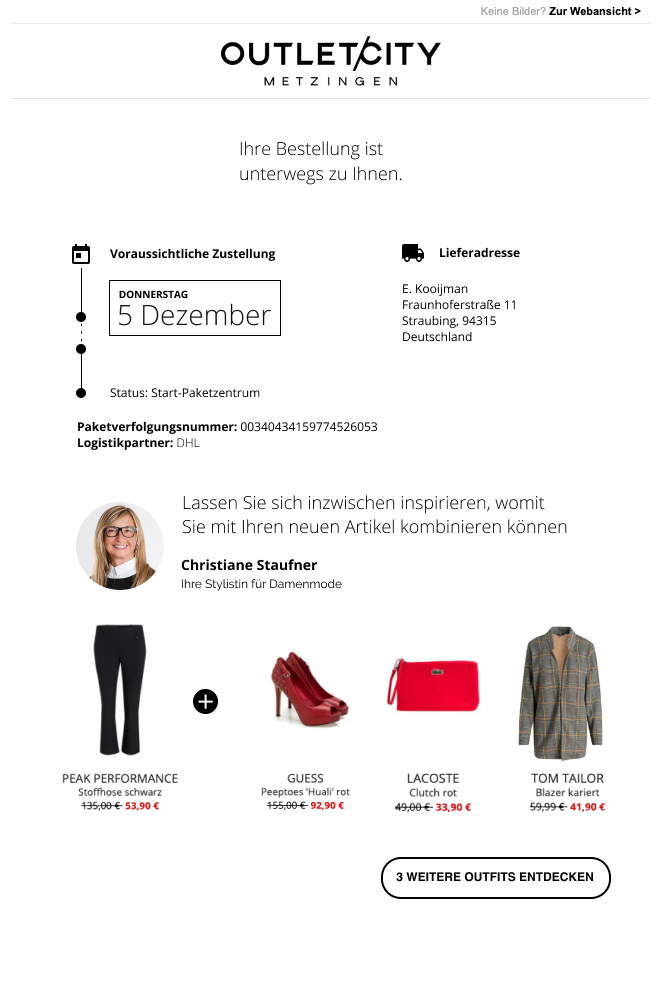 Keine Bilder? Zur Webansicht >
OUTLETCITY
METZINGEN
Ihre Bestellung ist
unterwegs zu Ihnen.
Voraussichtliche Zustellung
DONNERSTAG
5 Dezember
Status: Start-Paketzentrum
Lieferadresse
E. Kooijman
Fraunhoferstraße 11
Straubing, 94315
Deutschland
Paketverfolgungsnummer: 00340434159774526053
Logistikpartner: DHL
Lassen Sie sich inzwischen inspirieren, womit
Sie mit Ihren neuen Artikel kombinieren können
Christiane Staufner
Ihre Stylistin für Damenmode
PEAK PERFORMANCE
Stoffhose schwarz
135,00 € 53,90 €
GUESS
Peeptoes 'Huali' rot
155,00 € 92,90 €
LACOSTE
Clutch rot
49,00 € 33,90 €
TOM TAILOR
Blazer kariert
59,99 € 41,90 €
3 WEITERE OUTFITS ENTDECKEN